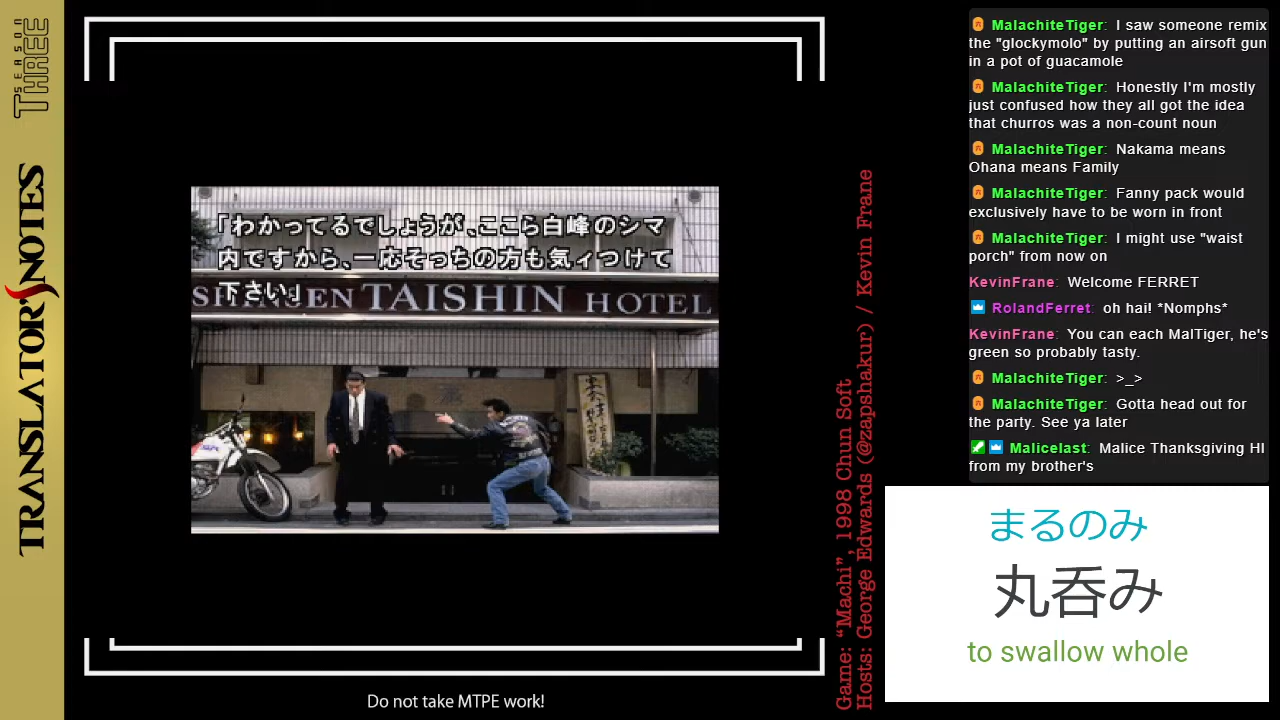 SEASON
THREE
TRANSLATOR'S NOTES
「わかってるでしょうが、ここら白峰のシマ
内ですから、一応そっちの方も気ィつけて
下さい」
TAISHIN HOTEL
Game: "Machi", 1998 Chun Soft
Hosts: George Edwards (@zapshakur) / Kevin Frane
Do not take MTPE work!
MalachiteTiger: I saw someone remix
the "glockymolo" by putting an airsoft gun
in a pot of guacamole
MalachiteTiger: Honestly I'm mostly
just confused how they all got the idea
that churros was a non-count noun
MalachiteTiger: Nakama means
Ohana means Family
MalachiteTiger: Fanny pack would
exclusively have to be worn in front
MalachiteTiger: I might use "waist
porch" from now on
KevinFrane: Welcome FERRET
RolandFerret: oh hai! *Nomphs*
KevinFrane: You can each MalTiger, he's
green so probably tasty.
MalachiteTiger: >_>
MalachiteTiger: Gotta head out for
the party. See ya later
Malicelast: Malice Thanksgiving HI
from my brother's
まるのみ
丸呑み
to swallow whole